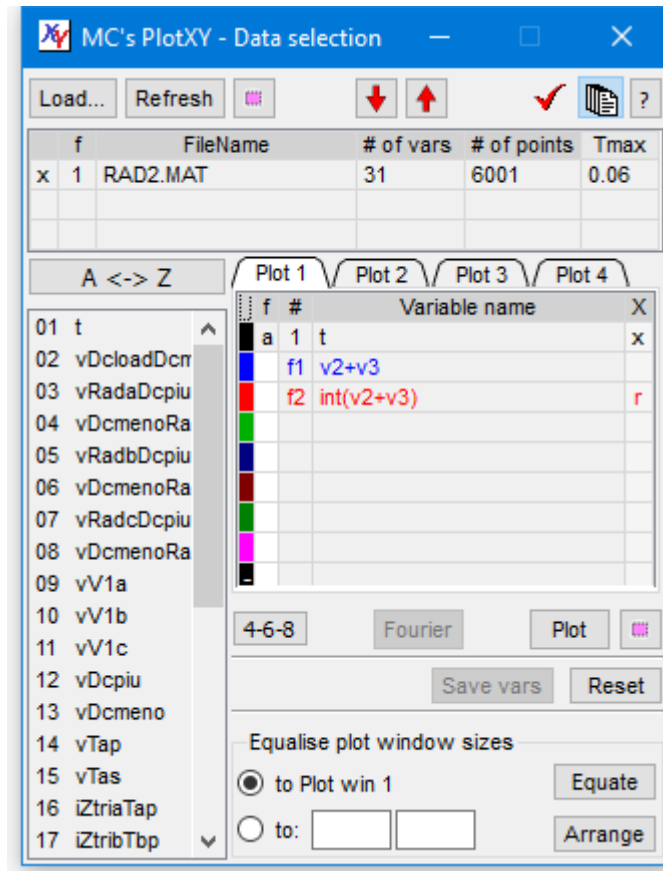 MC's PlotXY - Data selection
Load... Refresh ?
f FileName # of vars # of points Tmax
x 1 RAD2.MAT 31 6001 0.06
A <-> Z
Plot 1 Plot 2 Plot 3 Plot 4
f # Variable name X
a 1 t x
f1 v2+v3
f2 int(v2+v3) r
01 t
02 vDcloadDcm
03 vRadaDcpiu
04 vDcmenoRa
05 vRadbDcpiu
06 vDcmenoRa
07 vRadcDcpiu
08 vDcmenoRa
09 vV1a
10 vV1b
11 vV1c
12 vDcpiu
13 vDcmeno
14 vTap
15 vTas
16 iZtriaTap
17 iZtribTbp
4-6-8 Fourier Plot
Save vars Reset
Equalise plot window sizes
to Plot win 1 Equate
to: Arrange